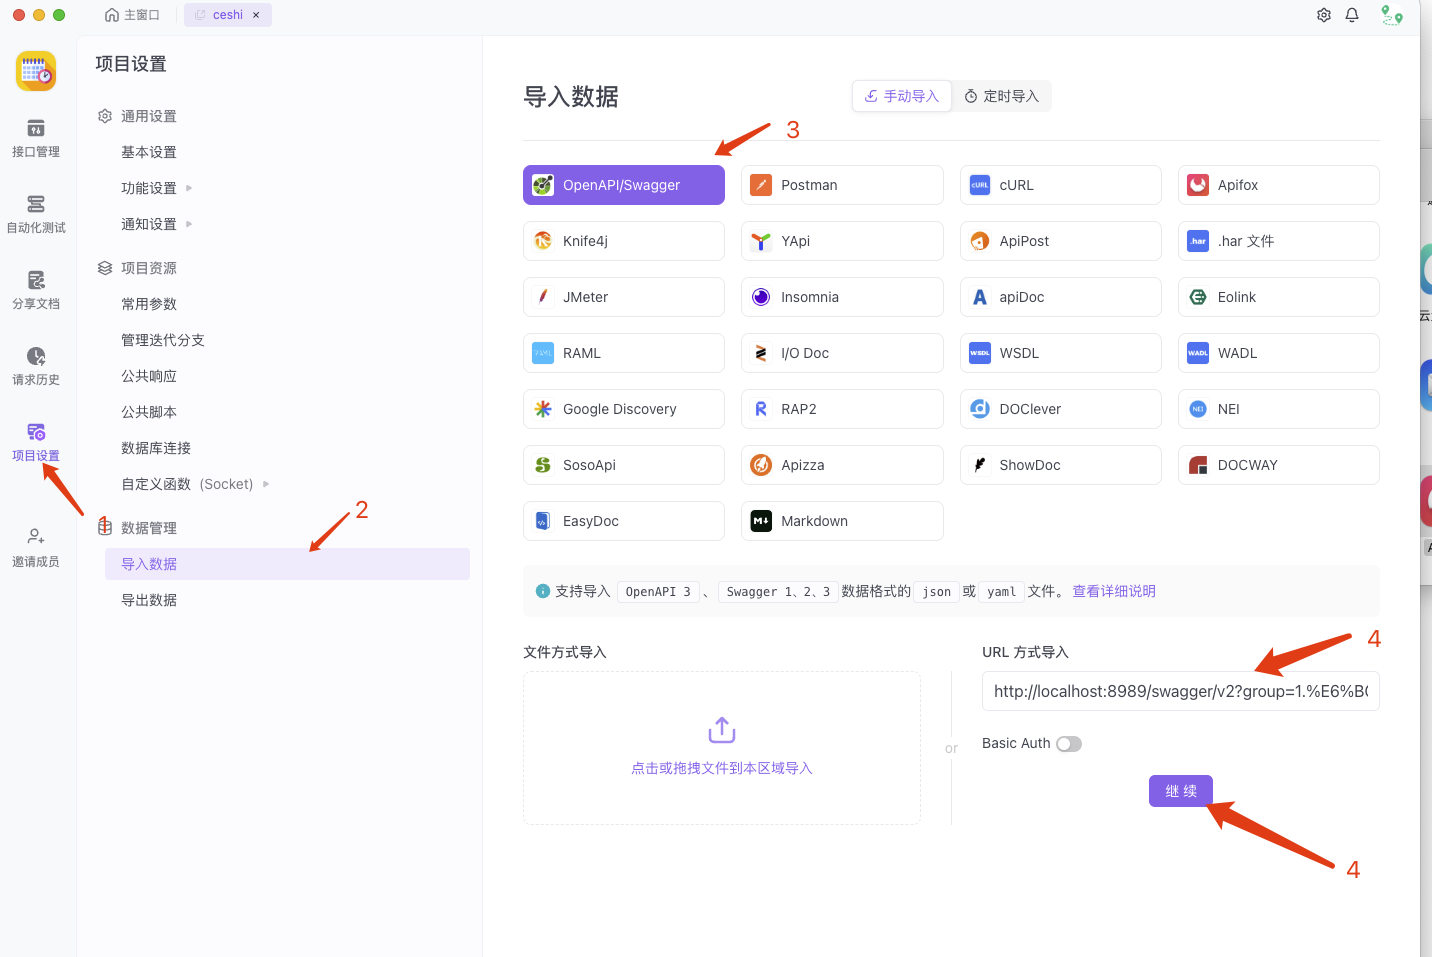 主窗口
ceshi ×
接口管理
自动化测试
分享文档
请求历史
项目设置
邀请成员
1
项目设置
通用设置
基本设置
功能设置
通知设置
项目资源
常用参数
管理迭代分支
公共响应
公共脚本
数据库连接
自定义函数 (Socket)
数据管理
导入数据
导出数据
2
导入数据
手动导入
定时导入
3
OpenAPI/Swagger
Postman
cURL cURL
Apifox
Knife4j
YApi
ApiPost
.har .har 文件
JMeter
Insomnia
apiDoc
Eolink
RAML RAML
I/O Doc
WSDL WSDL
WADL WADL
Google Discovery
RAP2
DOClever
NEI NEI
SosoApi
Apizza
ShowDoc
DOCWAY
EasyDoc
M Markdown
支持导入 OpenAPI 3 、 Swagger 1、2、3 数据格式的 json 或 yaml 文件。 查看详细说明
文件方式导入
点击或拖拽文件到本区域导入
or
URL 方式导入
4
http://localhost:8989/swagger/v2?group=1.%E6%B
Basic Auth
继 续
4